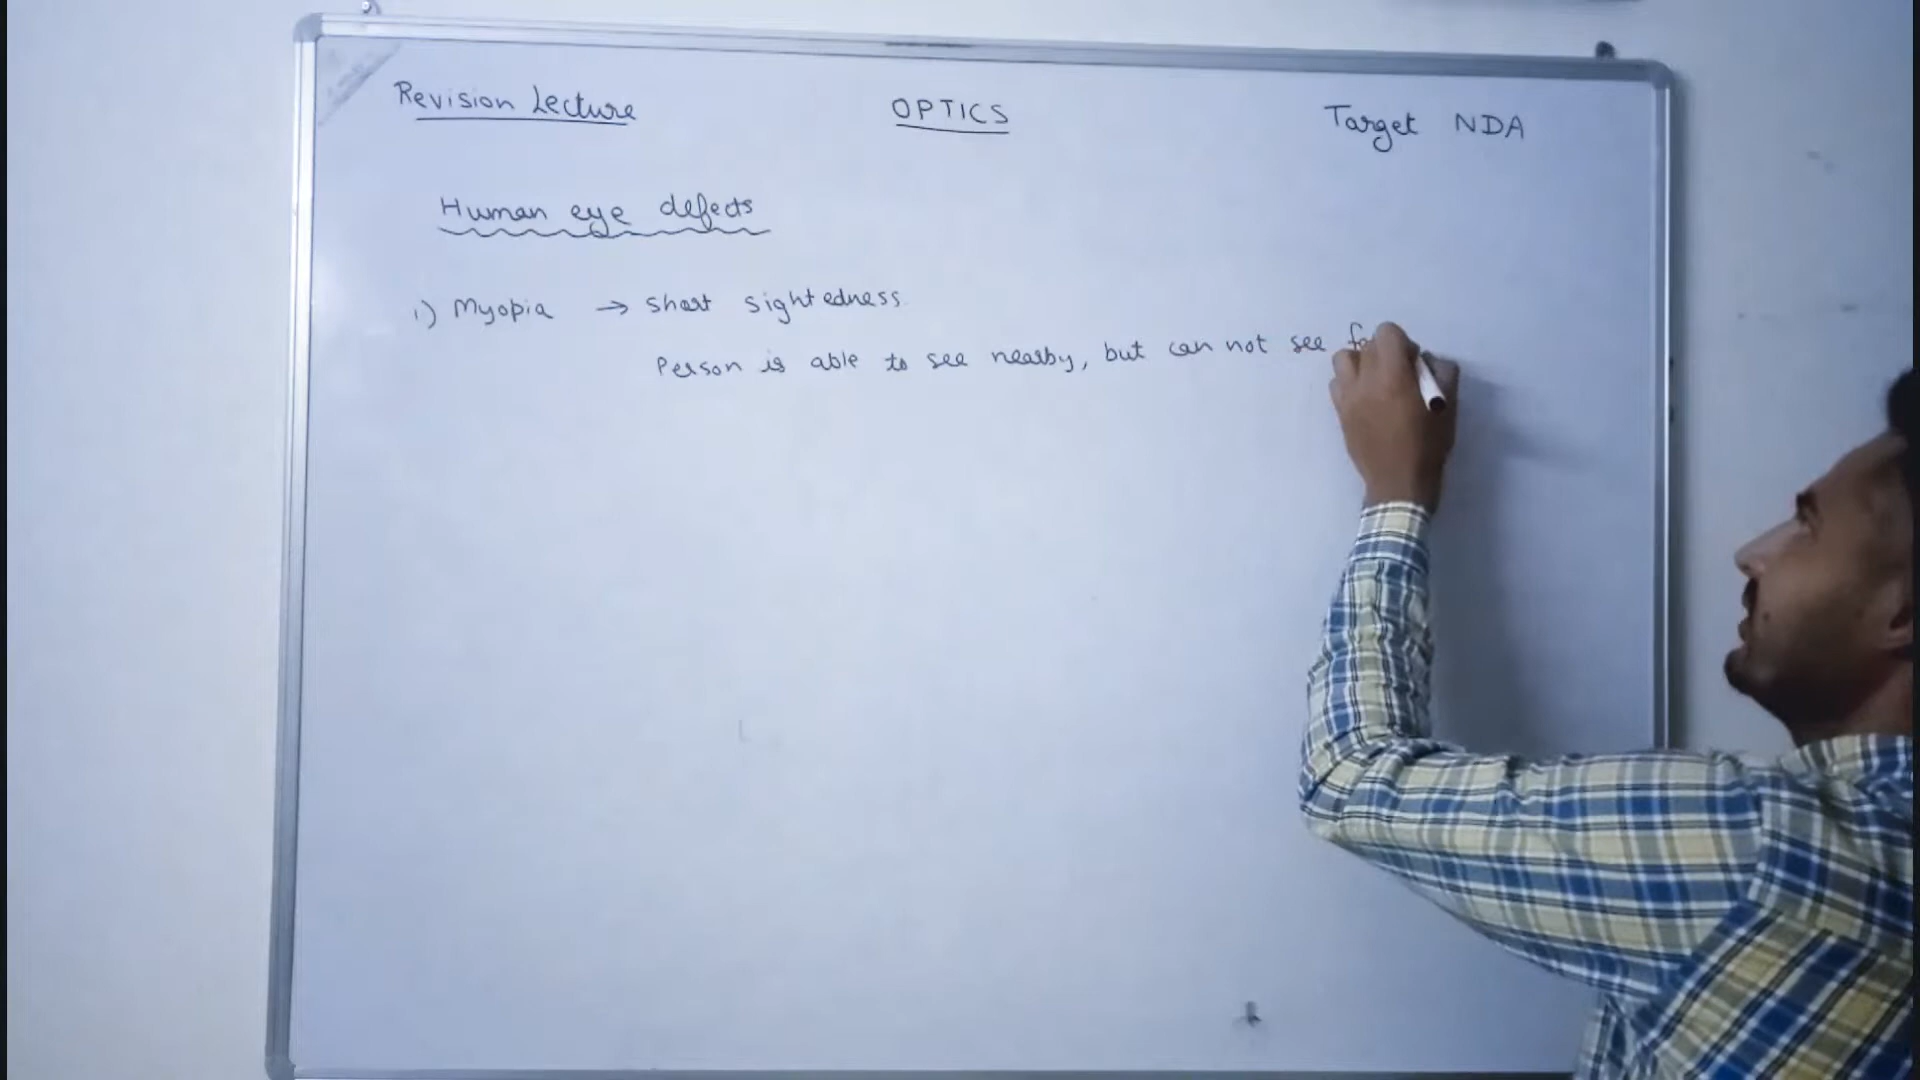 Revision Lecture
OPTICS
Target NDA
Human eye defects
1) Myopia → Short sightedness.
Person is able to see nearby, but can not see